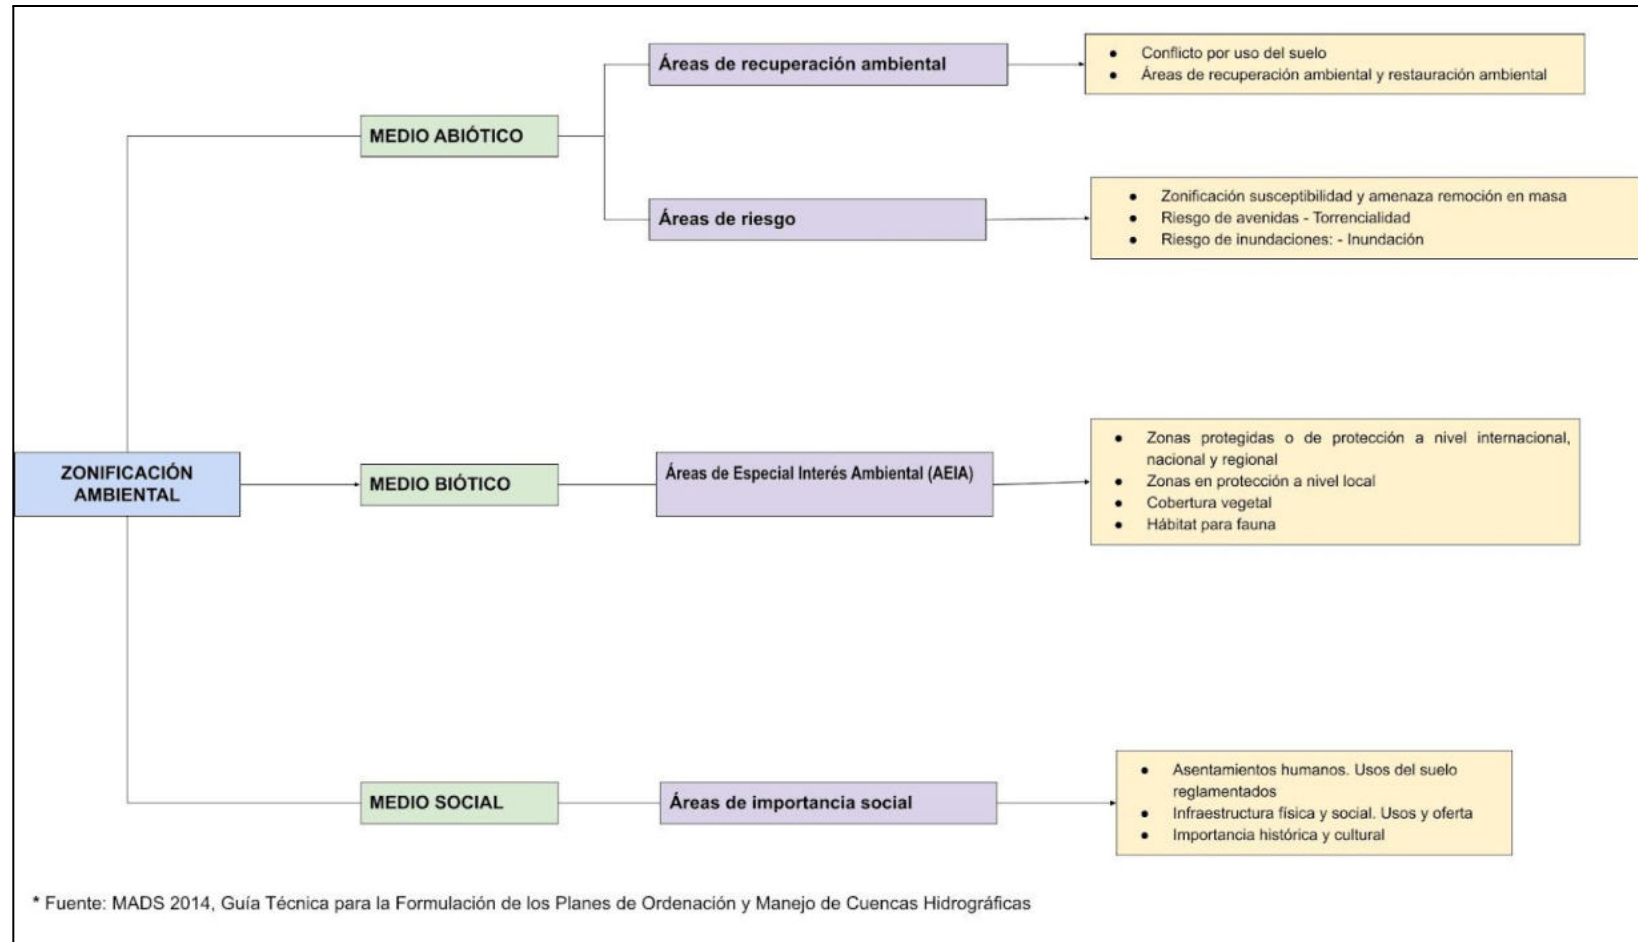 Áreas de recuperación ambiental
● Conflicto por uso del suelo
● Áreas de recuperación ambiental y restauración ambiental
MEDIO ABIÓTICO
Áreas de riesgo
● Zonificación susceptibilidad y amenaza remoción en masa
● Riesgo de avenidas - Torrencialidad
● Riesgo de inundaciones: - Inundación
ZONIFICACIÓN
AMBIENTAL
MEDIO BIÓTICO
Áreas de Especial Interés Ambiental (AEIA)
● Zonas protegidas o de protección a nivel internacional,
nacional y regional
● Zonas en protección a nivel local
● Cobertura vegetal
● Hábitat para fauna
MEDIO SOCIAL
Áreas de importancia social
● Asentamientos humanos. Usos del suelo
reglamentados
● Infraestructura física y social. Usos y oferta
● Importancia histórica y cultural
* Fuente: MADS 2014, Guía Técnica para la Formulación de los Planes de Ordenación y Manejo de Cuencas Hidrográficas